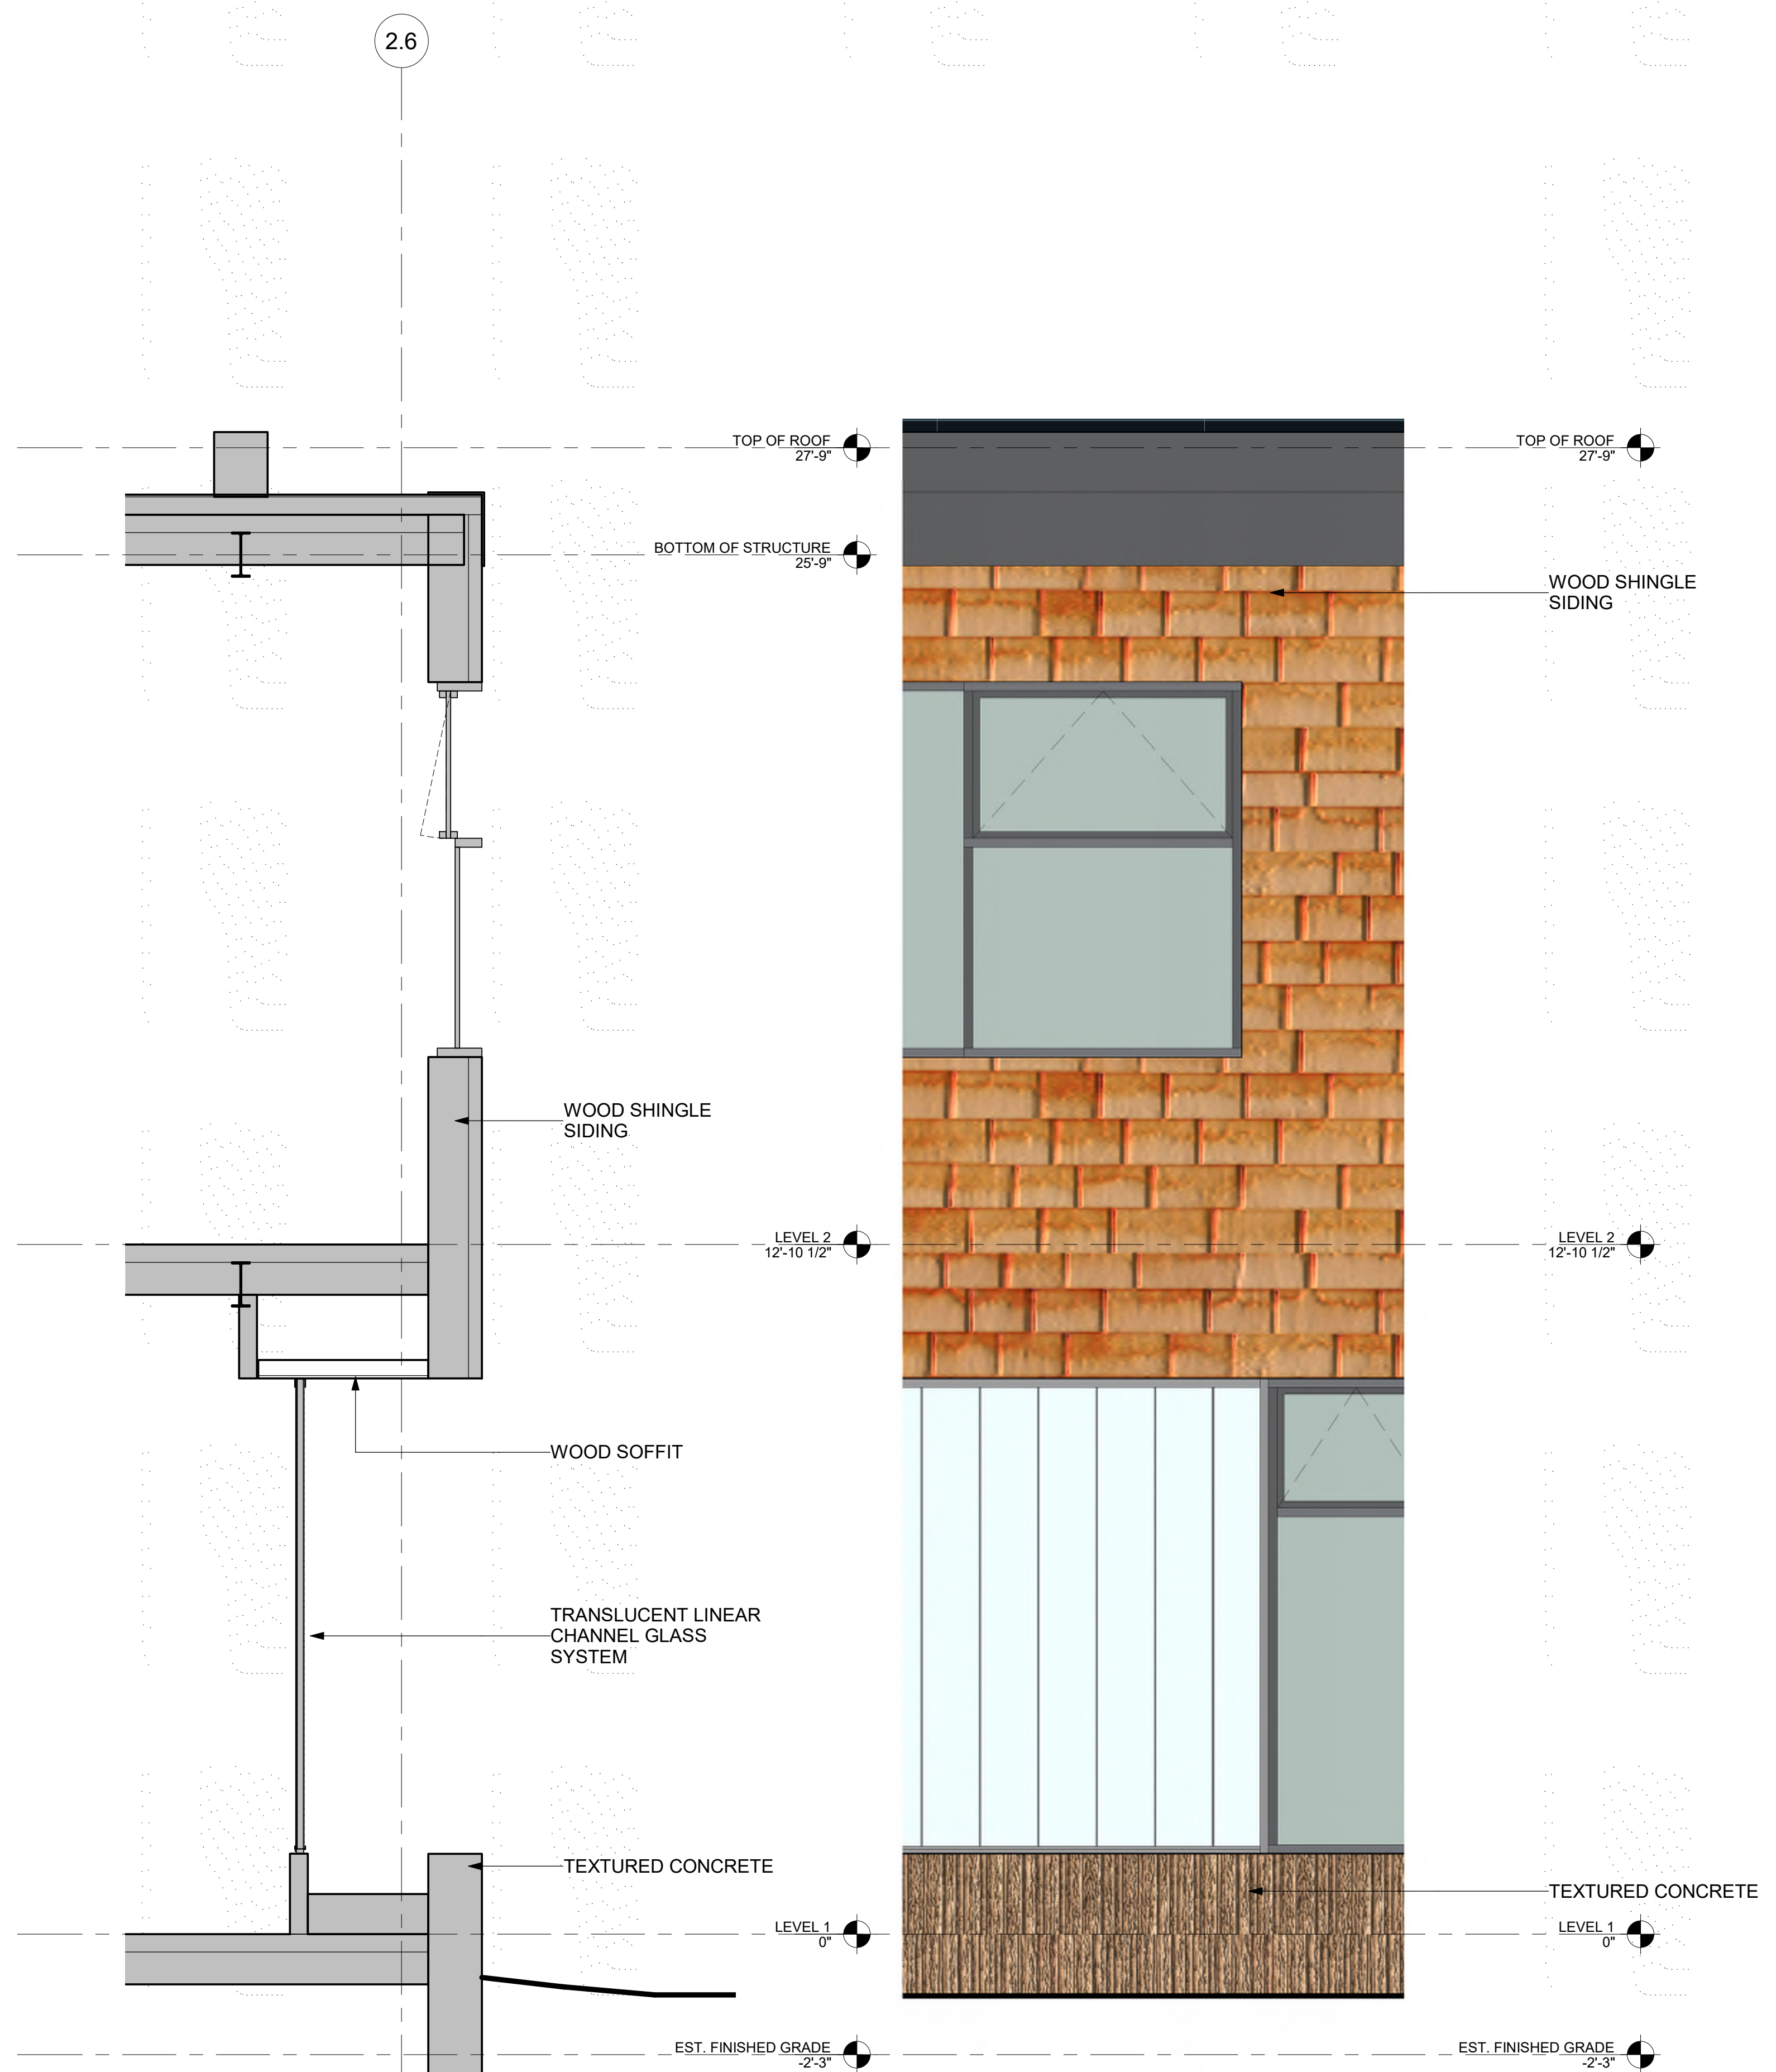 2.6
TOP OF ROOF
27'-9"
TOP OF ROOF
27'-9"
BOTTOM OF STRUCTURE
25'-9"
WOOD SHINGLE
SIDING
WOOD SHINGLE
SIDING
LEVEL 2
12'-10 1/2"
LEVEL 2
12'-10 1/2"
WOOD SOFFIT
TRANSLUCENT LINEAR
CHANNEL GLASS
SYSTEM
TEXTURED CONCRETE
TEXTURED CONCRETE
LEVEL 1
0"
LEVEL 1
0"
EST. FINISHED GRADE
-2'-3"
EST. FINISHED GRADE
-2'-3"